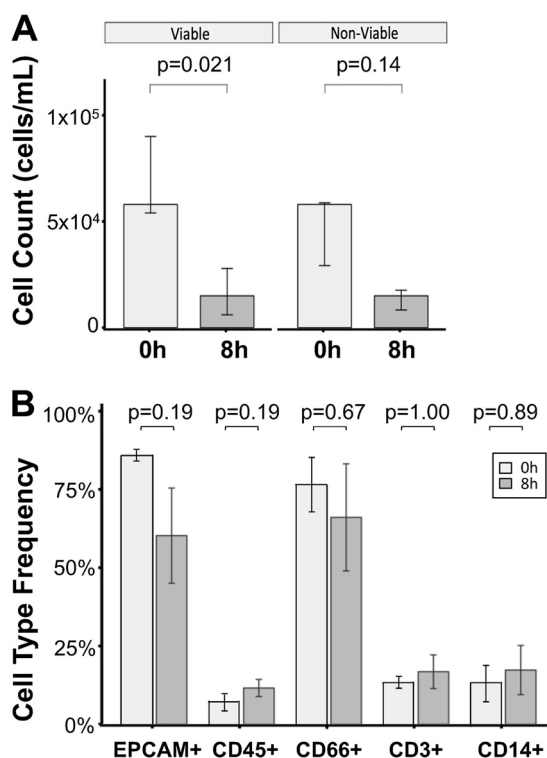 A
Viable Non-Viable
p=0.021 p=0.14
Cell Count (cells/mL)
1x10⁵
5x10⁴
0
0h 8h 0h 8h
B
p=0.19 p=0.19 p=0.67 p=1.00 p=0.89
Cell Type Frequency
100%
75%
50%
25%
0%
0h
8h
EPCAM+ CD45+ CD66+ CD3+ CD14+